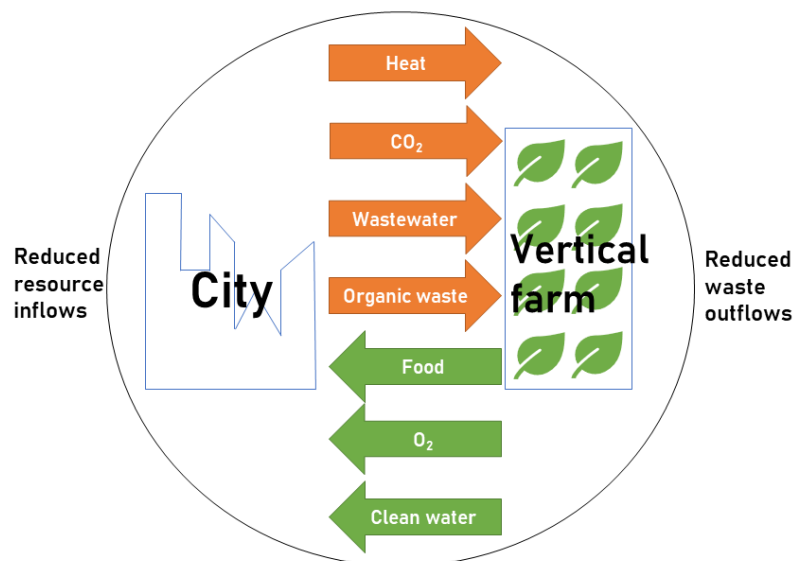 Heat
CO₂
Wastewater
Organic waste
Food
O₂
Clean water
City
Vertical
farm
Reduced
resource
inflows
Reduced
waste
outflows